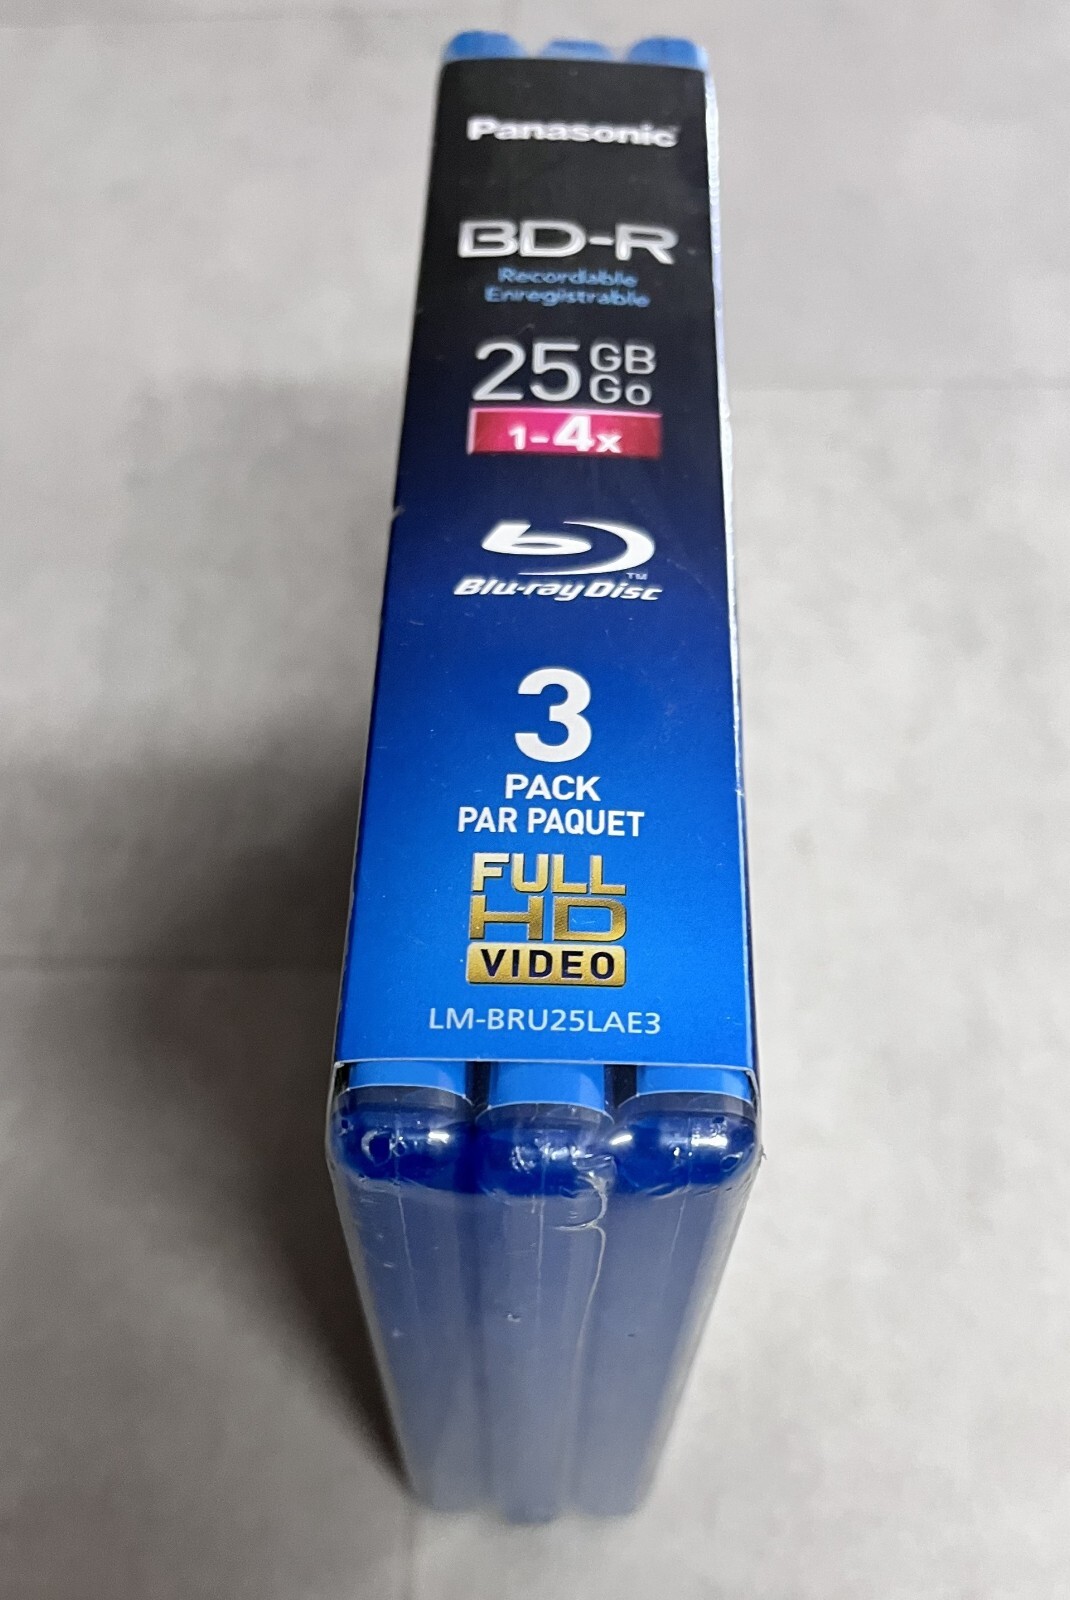 Panasonic
BD-R
Recordable
Enregistrable
25 GB
Go
1-4x
Blu-ray Disc™
3
PACK
PAR PAQUET
FULL
HD
VIDEO
LM-BRU25LAE3